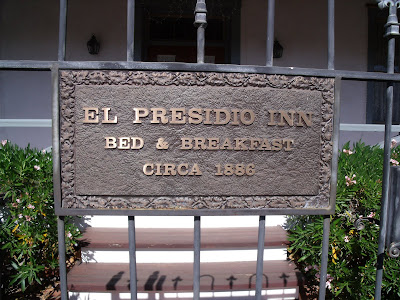 EL PRESIDIO INN
BED & BREAKFAST
CIRCA 1886